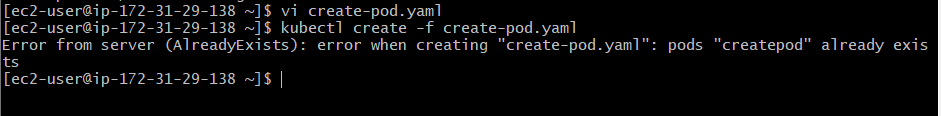 [ec2-user@ip-172-31-29-138 ~]$ vi create-pod.yaml
[ec2-user@ip-172-31-29-138 ~]$ kubectl create -f create-pod.yaml
Error from server (AlreadyExists): error when creating "create-pod.yaml": pods "createpod" already exis
ts
[ec2-user@ip-172-31-29-138 ~]$